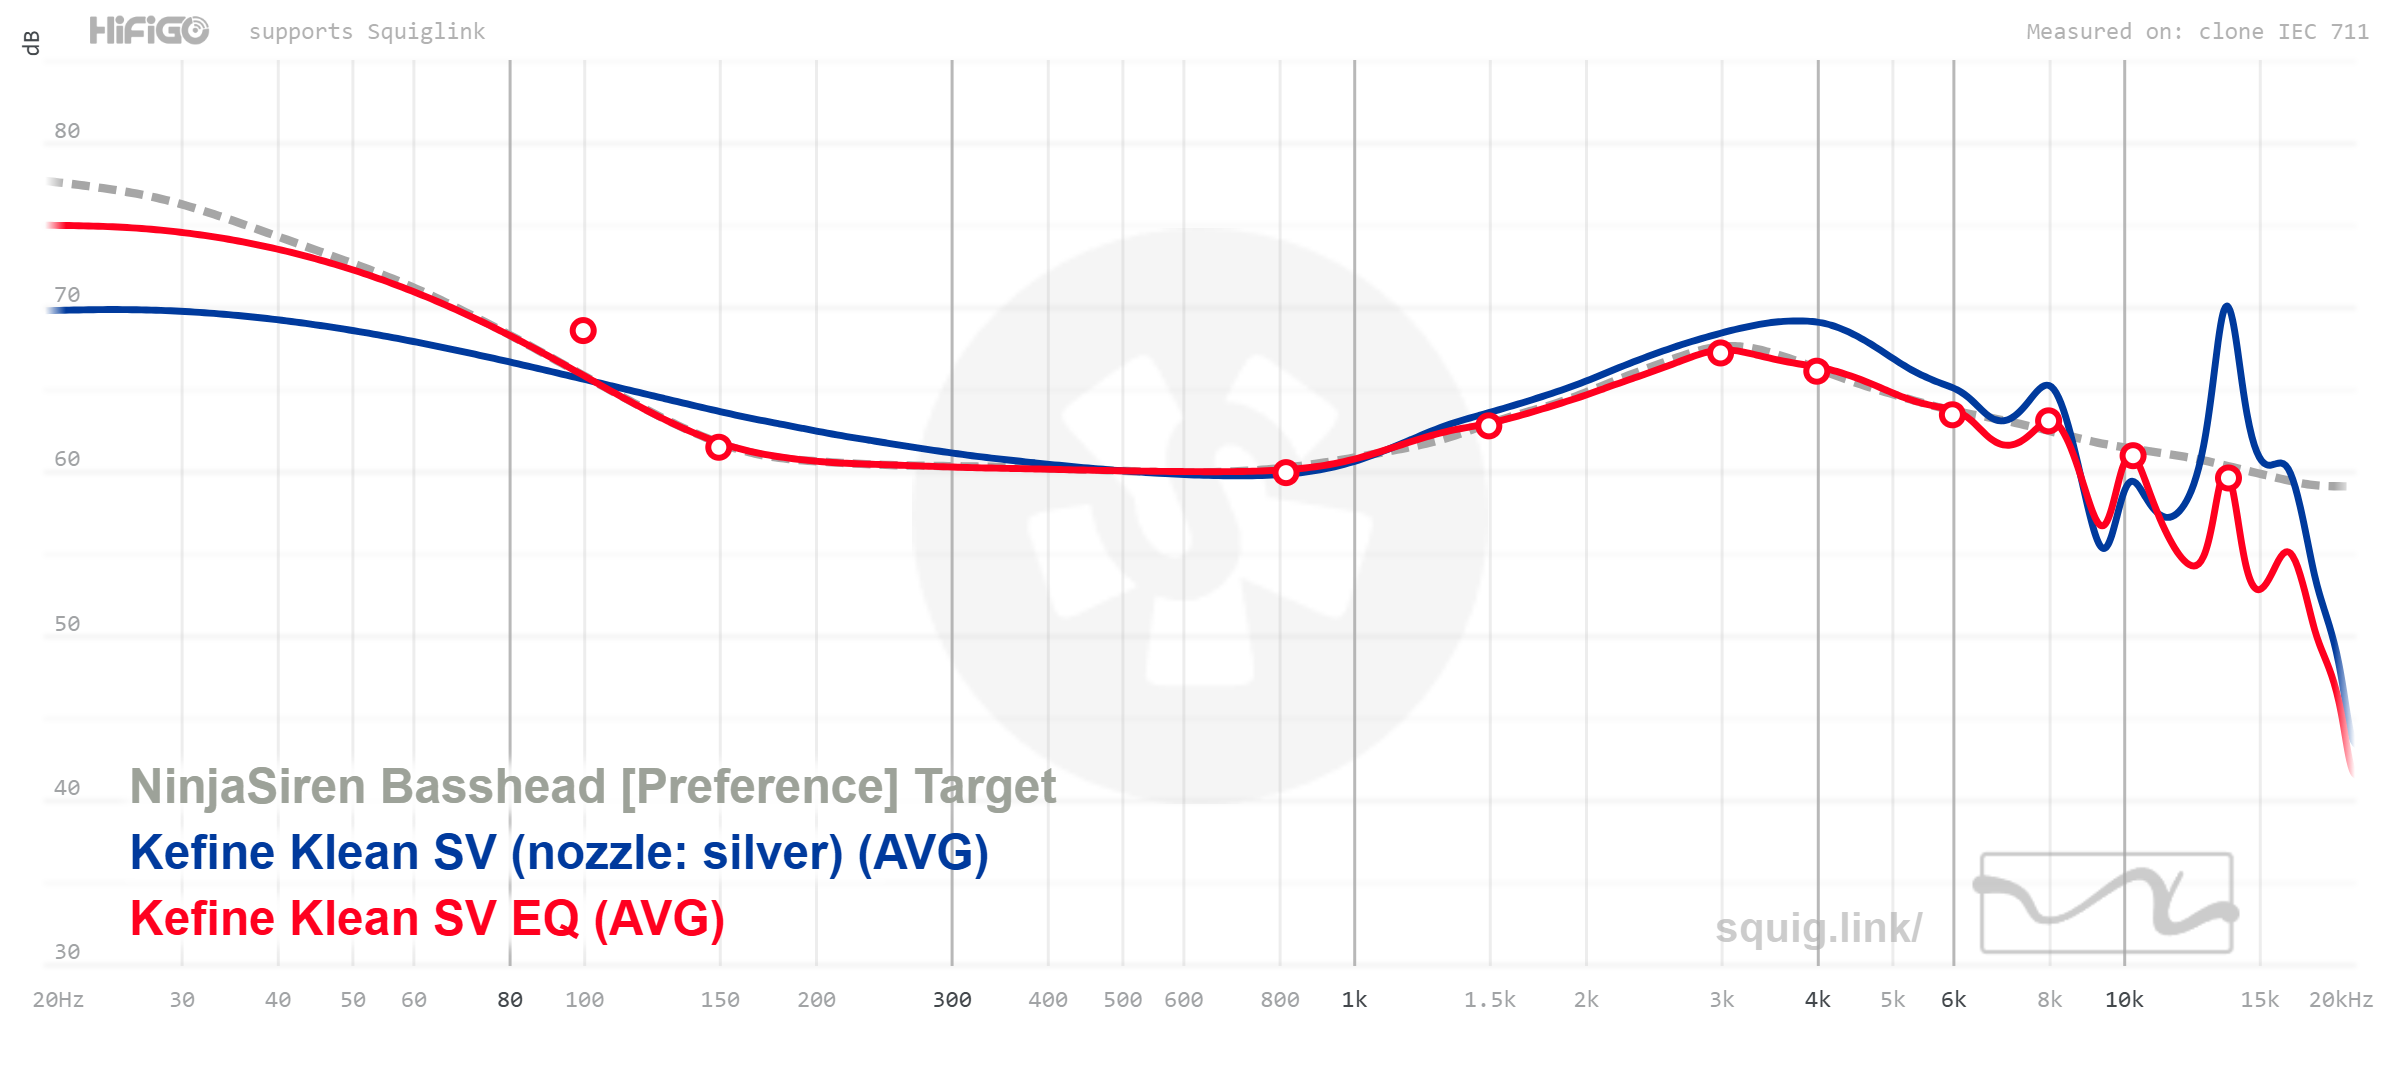 HiFiGO supports Squiglink
Measured on: clone IEC 711
dB
80
70
60
50
40
30
NinjaSiren Basshead [Preference] Target
Kefine Klean SV (nozzle: silver) (AVG)
Kefine Klean SV EQ (AVG)
squig.link/
20Hz 30 40 50 60 80 100 150 200 300 400 500 600 800 1k 1.5k 2k 3k 4k 5k 6k 8k 10k 15k 20kHz